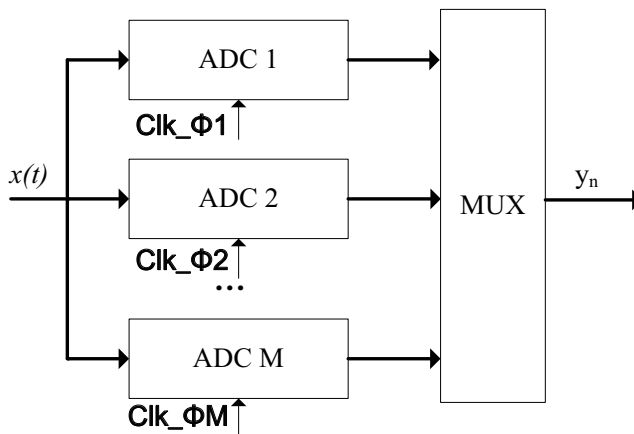 ADC 1
Clk_Φ1
x(t)
ADC 2
MUX
yₙ
Clk_Φ2
...
ADC M
Clk_ΦM